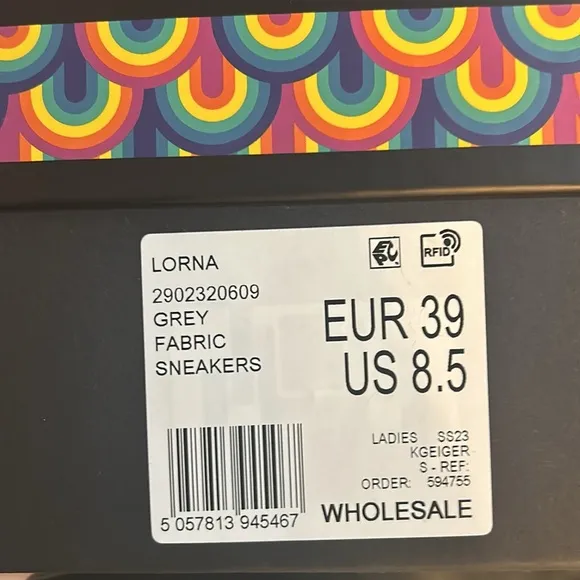 LORNA
2902320609
GREY
FABRIC
SNEAKERS
EPC
RFID
EUR 39
US 8.5
LADIES SS23
KGEIGER
S - REF:
ORDER: 594755
5 057813 945467
WHOLESALE